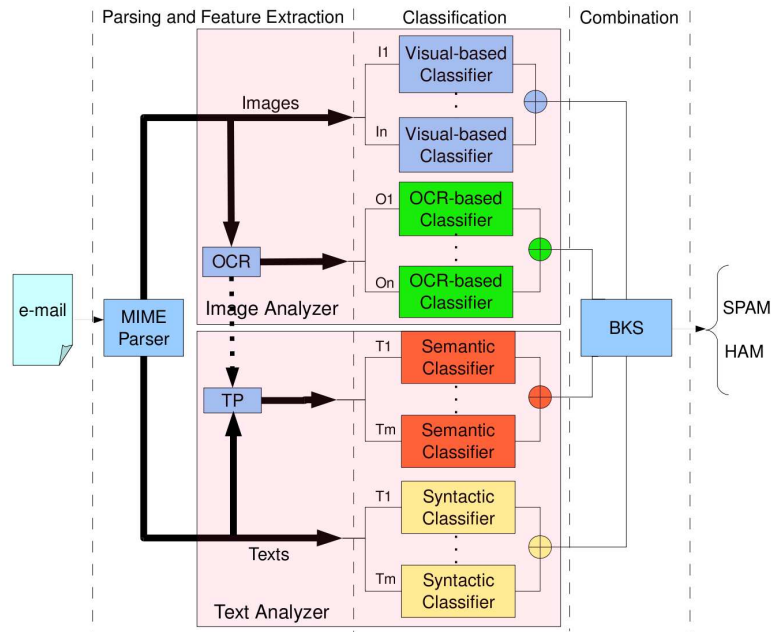 Parsing and Feature Extraction
Classification
Combination
I1
Visual-based
Classifier
Images
In
Visual-based
Classifier
O1
OCR-based
Classifier
OCR
On
OCR-based
Classifier
Image Analyzer
e-mail
MIME
Parser
BKS
SPAM
HAM
T1
Semantic
Classifier
TP
Tm
Semantic
Classifier
T1
Syntactic
Classifier
Texts
Tm
Syntactic
Classifier
Text Analyzer